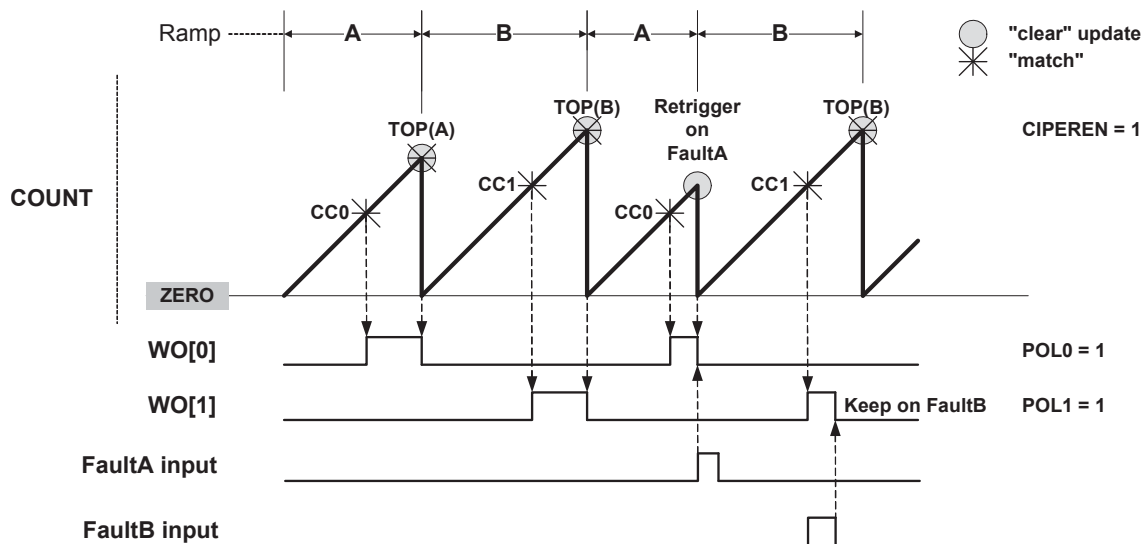 Ramp
A
B
A
B
"clear" update
"match"
TOP(A)
TOP(B)
Retrigger
on
FaultA
TOP(B)
CIPEREN = 1
COUNT
CC0
CC1
CC0
CC1
ZERO
WO[0]
POL0 = 1
WO[1]
Keep on FaultB
POL1 = 1
FaultA input
FaultB input